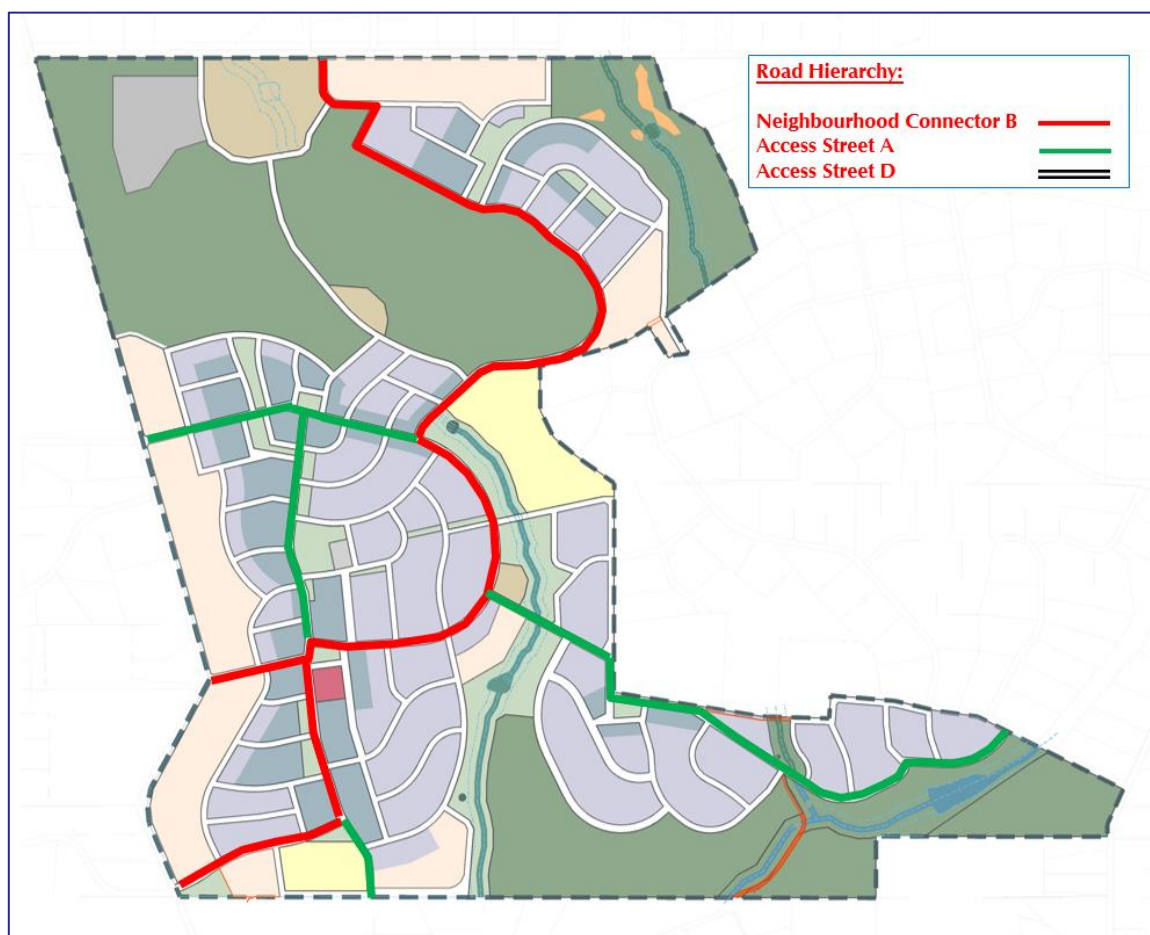 Road Hierarchy:
Neighbourhood Connector B
Access Street A
Access Street D